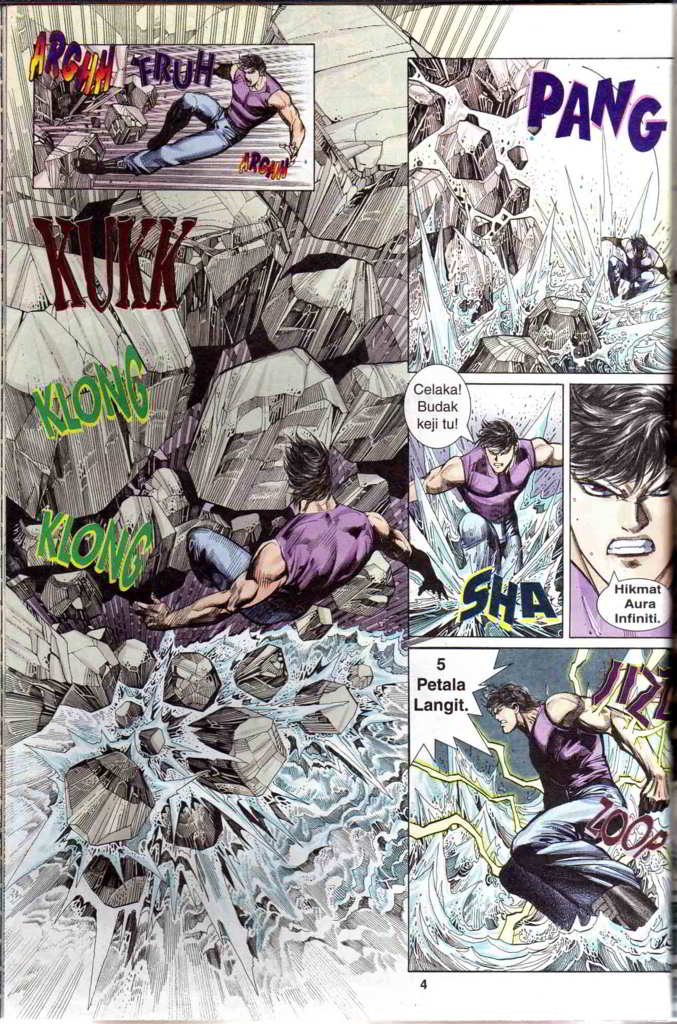 ARGHH
FRUH
ARGHH
KUKK
KLONG
KLONG
PANG
Celaka!
Budak
keji tu!
SHA
Hikmat
Aura
Infiniti.
5
Petala
Langit.
ZOOP
4